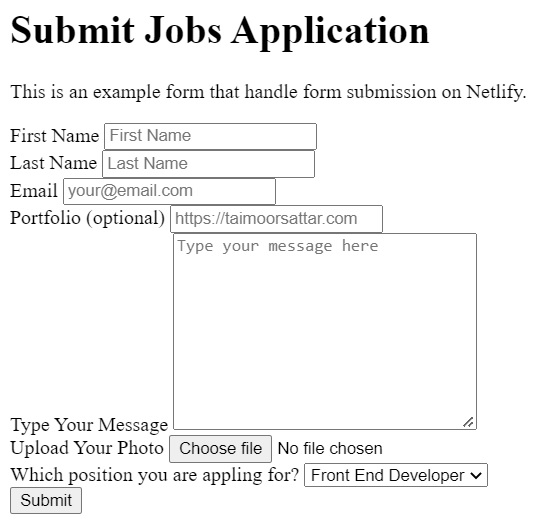 Submit Jobs Application
This is an example form that handle form submission on Netlify.
First Name First Name
Last Name Last Name
Email your@email.com
Portfolio (optional) https://taimoorsattar.com
Type your message here
Type Your Message
Upload Your Photo Choose file No file chosen
Which position you are appling for? Front End Developer
Submit